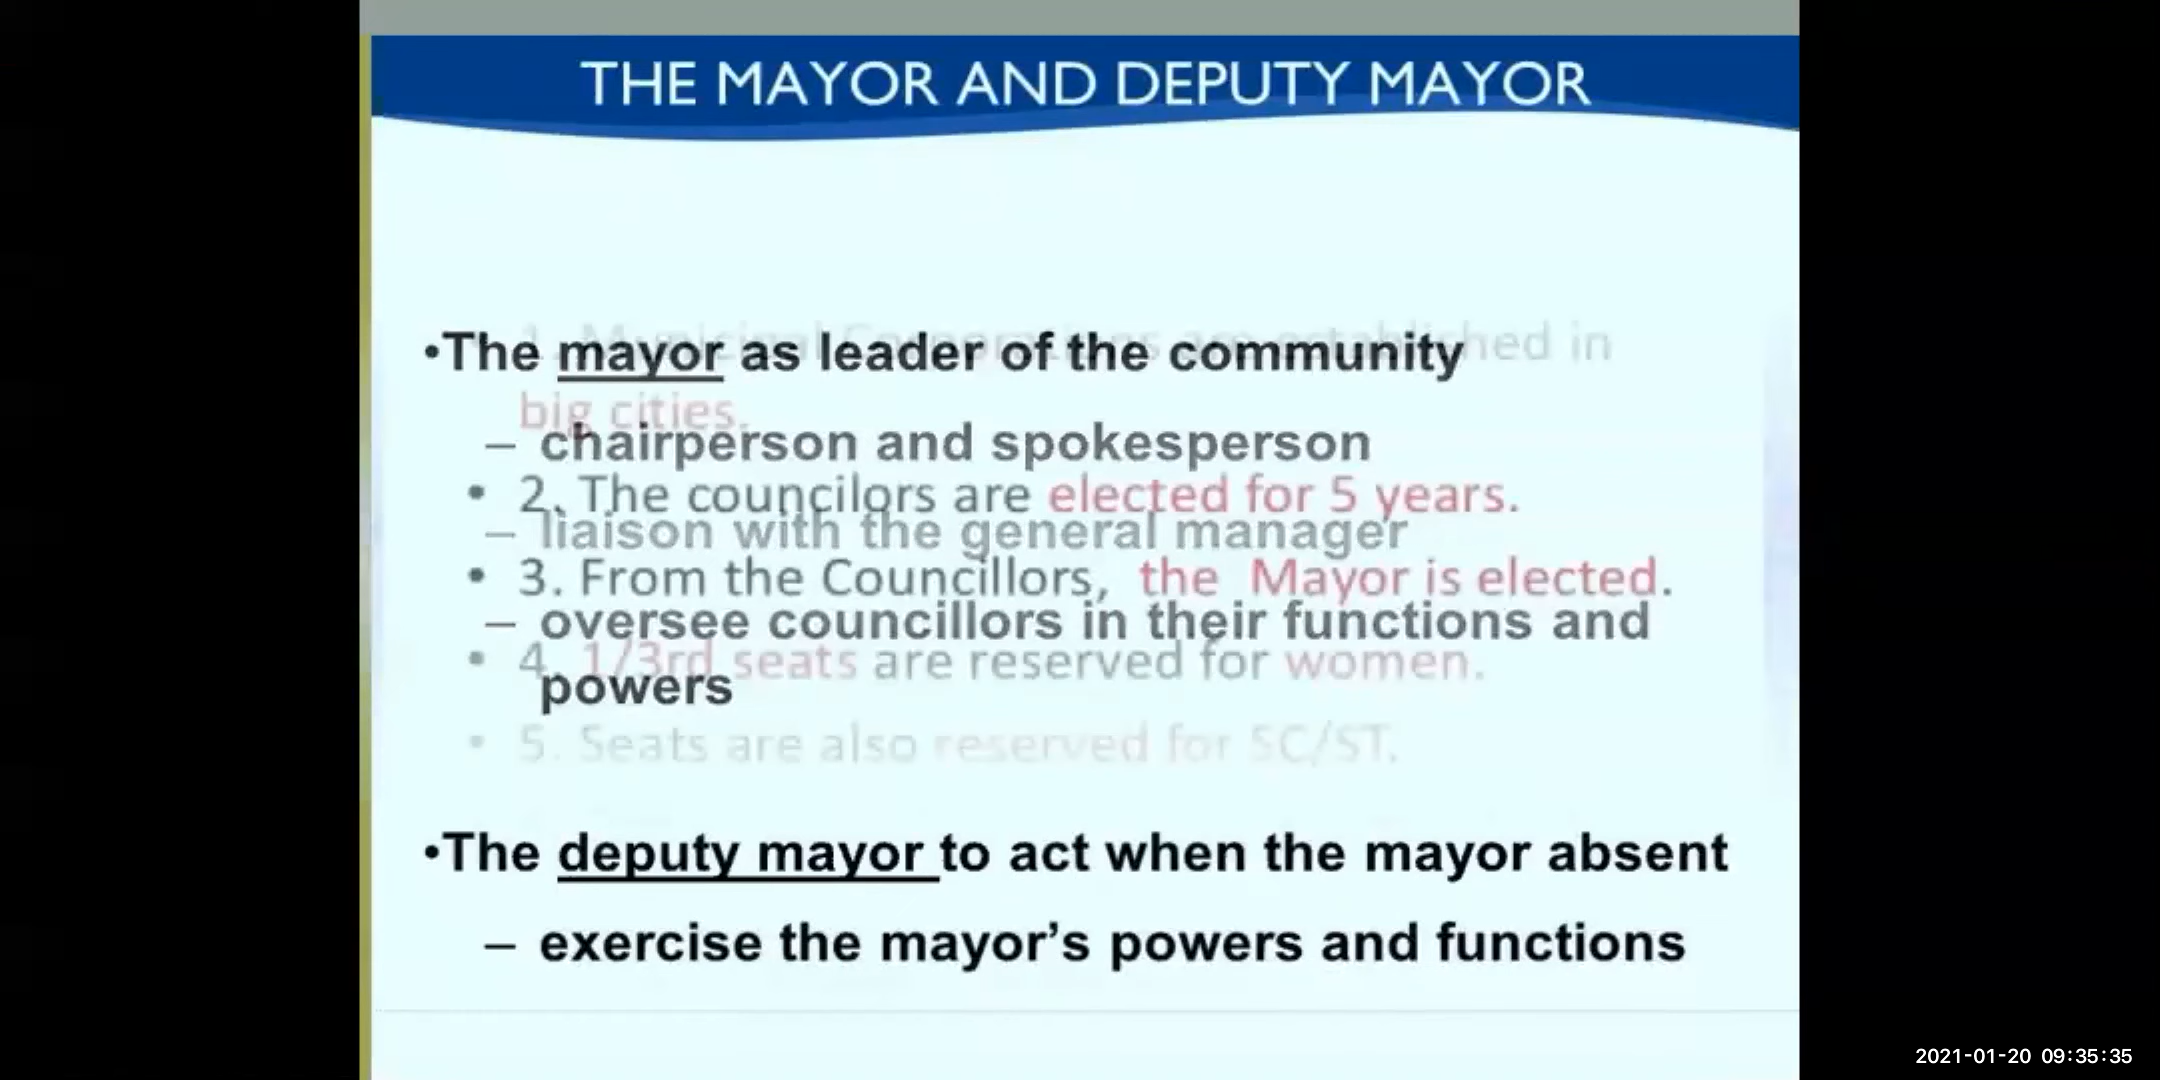 THE MAYOR AND DEPUTY MAYOR
•The mayor as leader of the community
1. Municipal Corporations are established in
big cities.
– chairperson and spokesperson
• 2. The councilors are elected for 5 years.
– liaison with the general manager
• 3. From the Councillors, the Mayor is elected.
– oversee councillors in their functions and
• 4. 1/3rd seats are reserved for women.
powers
• 5. Seats are also reserved for SC/ST.
•The deputy mayor to act when the mayor absent
– exercise the mayor’s powers and functions
2021-01-20 09:35:35